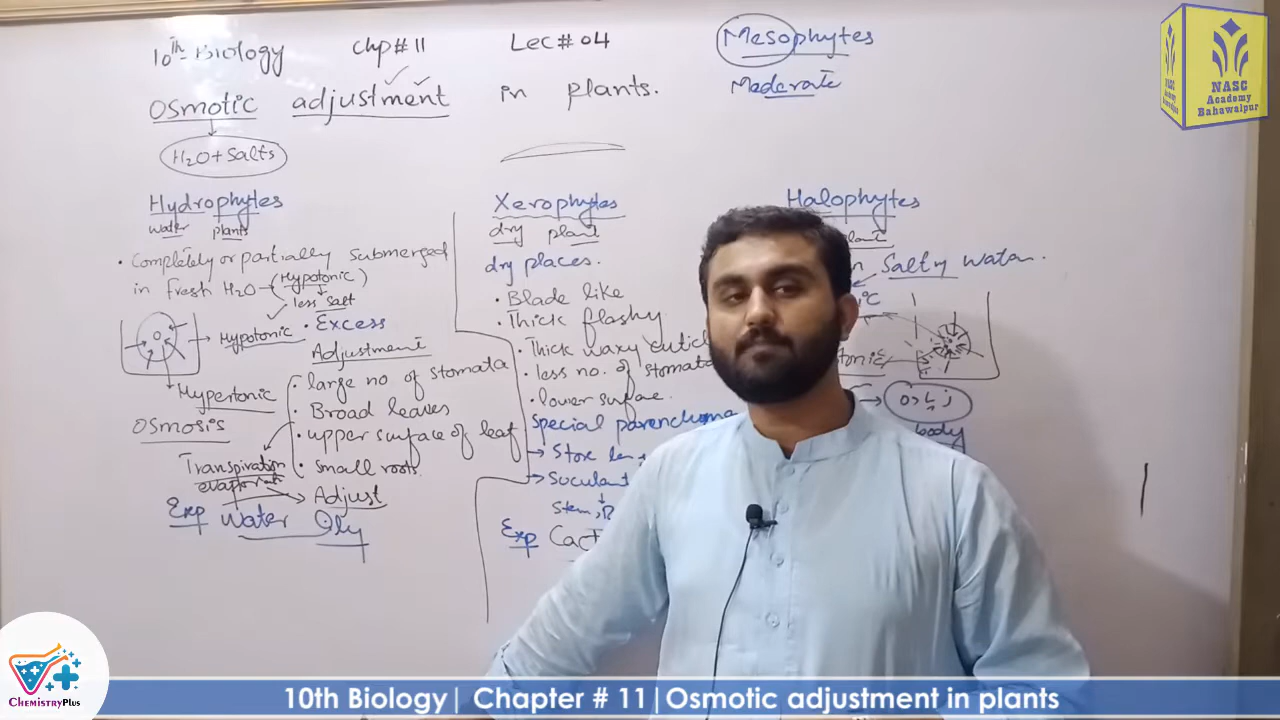 10th Biology Chp # 11 Lec # 04
Osmotic adjustment in plants.
H2O + Salts
Mesophytes
Moderate
NASC
Academy
Bahawalpur
Hydrophytes
water plants
• Completely or partially submerged
in fresh H2O → (Hypotonic)
less salt
→ Hypotonic
• Excess
Adjustment
Hypertonic
Osmosis
• large no. of stomata
• Broad leaves
• upper surface of leaf
• small roots.
Transpiration
Adjust
Exp Water
Xerophytes
dry plant
dry places.
• Blade like
• Thick flashy
• Thick waxy
• less no. of stomata
• lower surface.
Special parenchyma
→ Store
→ Suculant
Stem,
Exp
Halophytes
Salty water.
body
ChemistryPlus
10th Biology| Chapter # 11|Osmotic adjustment in plants